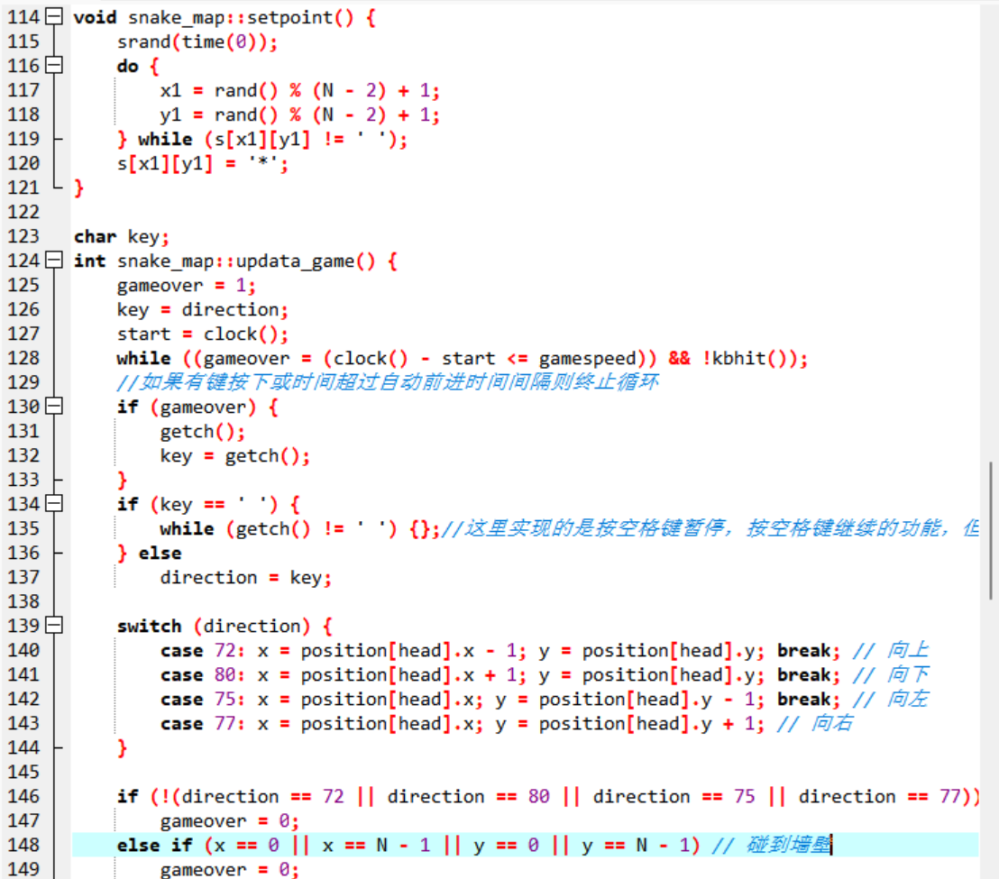 114 void snake_map::setpoint() {
115     srand(time(0));
116     do {
117         x1 = rand() % (N - 2) + 1;
118         y1 = rand() % (N - 2) + 1;
119     } while (s[x1][y1] != ' ');
120     s[x1][y1] = '*';
121 }
122
123 char key;
124 int snake_map::updata_game() {
125     gameover = 1;
126     key = direction;
127     start = clock();
128     while ((gameover = (clock() - start <= gamespeed)) && !kbhit());
129     //如果有键按下或时间超过自动前进时间间隔则终止循环
130     if (gameover) {
131         getch();
132         key = getch();
133     }
134     if (key == ' ') {
135         while (getch() != ' ') {};//这里实现的是按空格键暂停，按空格键继续的功能，但
136     } else
137         direction = key;
138
139     switch (direction) {
140         case 72: x = position[head].x - 1; y = position[head].y; break; // 向上
141         case 80: x = position[head].x + 1; y = position[head].y; break; // 向下
142         case 75: x = position[head].x; y = position[head].y - 1; break; // 向左
143         case 77: x = position[head].x; y = position[head].y + 1; // 向右
144     }
145
146     if (!(direction == 72 || direction == 80 || direction == 75 || direction == 77))
147         gameover = 0;
148     else if (x == 0 || x == N - 1 || y == 0 || y == N - 1) // 碰到墙壁
149         gameover = 0;